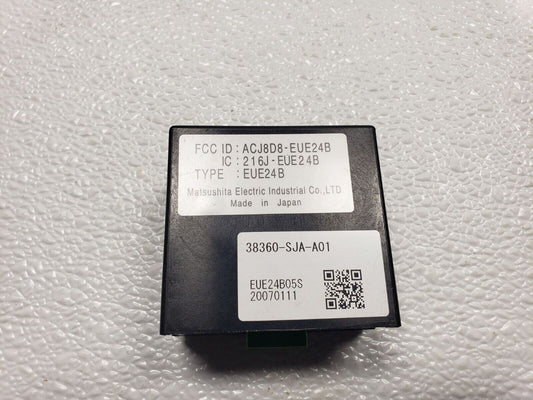 FCC ID : ACJ8D8-EUE24B
IC : 216J-EUE24B
TYPE : EUE24B
Matsushita Electric Industrial Co.,LTD
Made in Japan
38360-SJA-A01
EUE24B05S
20070111